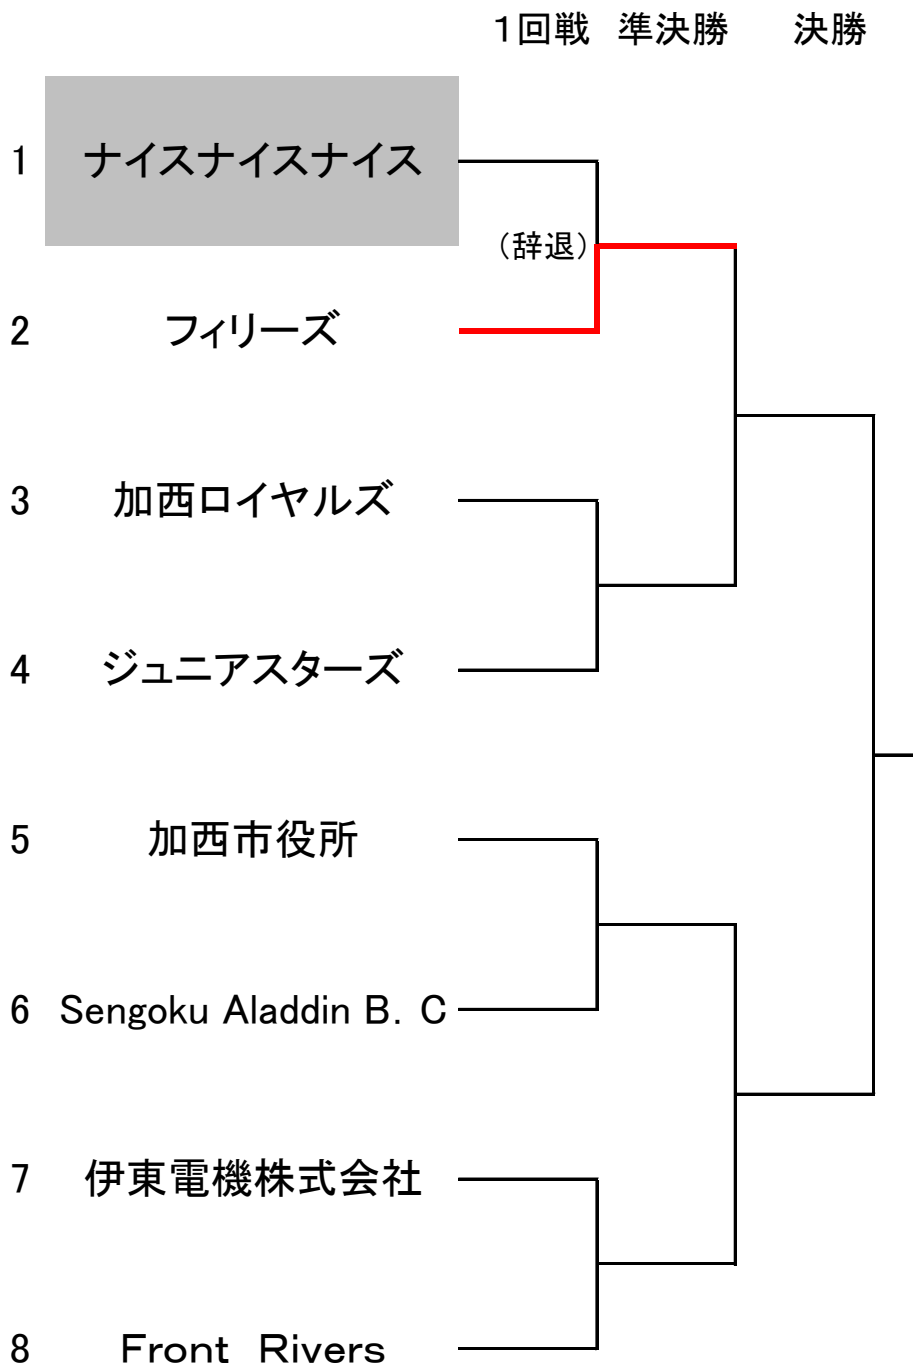 １回戦 準決勝 決勝
1 ナイスナイスナイス
（辞退）
2 フィリーズ
3 加西ロイヤルズ
4 ジュニアスターズ
5 加西市役所
6 Sengoku Aladdin B．C
7 伊東電機株式会社
8 Front Rivers